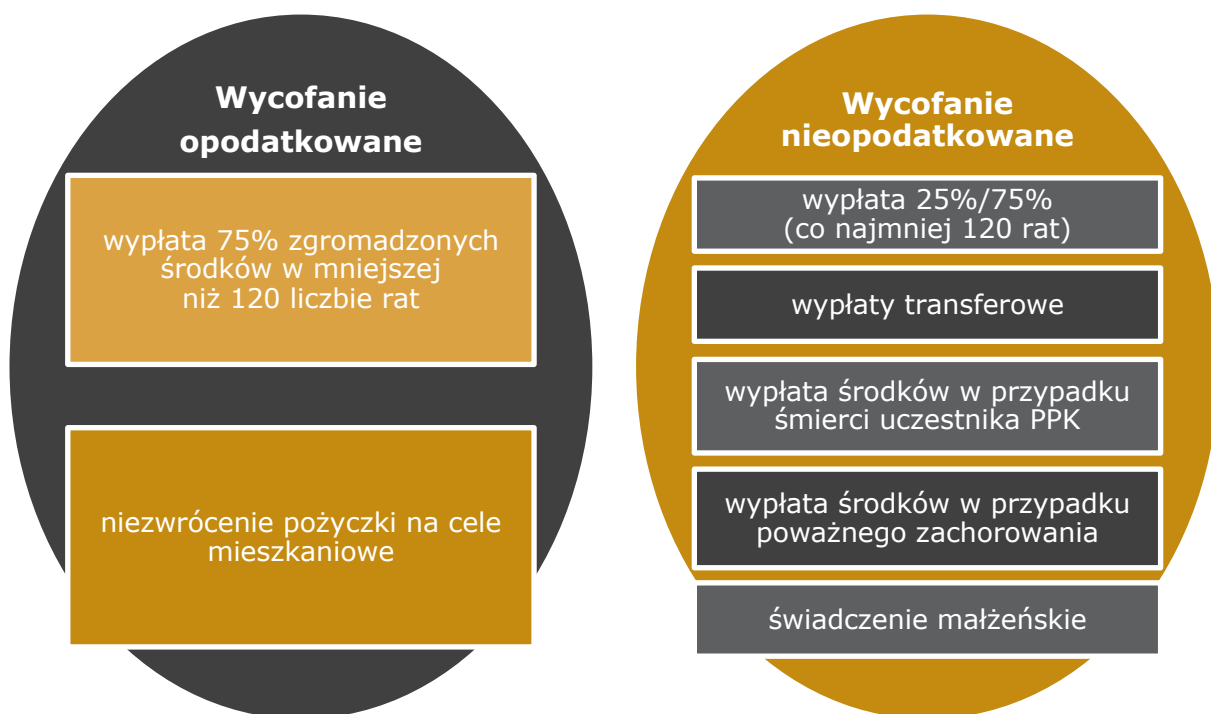 Wycofanie
opodatkowane
wypłata 75% zgromadzonych
środków w mniejszej
niż 120 liczbie rat
niezwrócenie pożyczki na cele
mieszkaniowe
Wycofanie
nieopodatkowane
wypłata 25%/75%
(co najmniej 120 rat)
wypłaty transferowe
wypłata środków w przypadku
śmierci uczestnika PPK
wypłata środków w przypadku
poważnego zachorowania
świadczenie małżeńskie